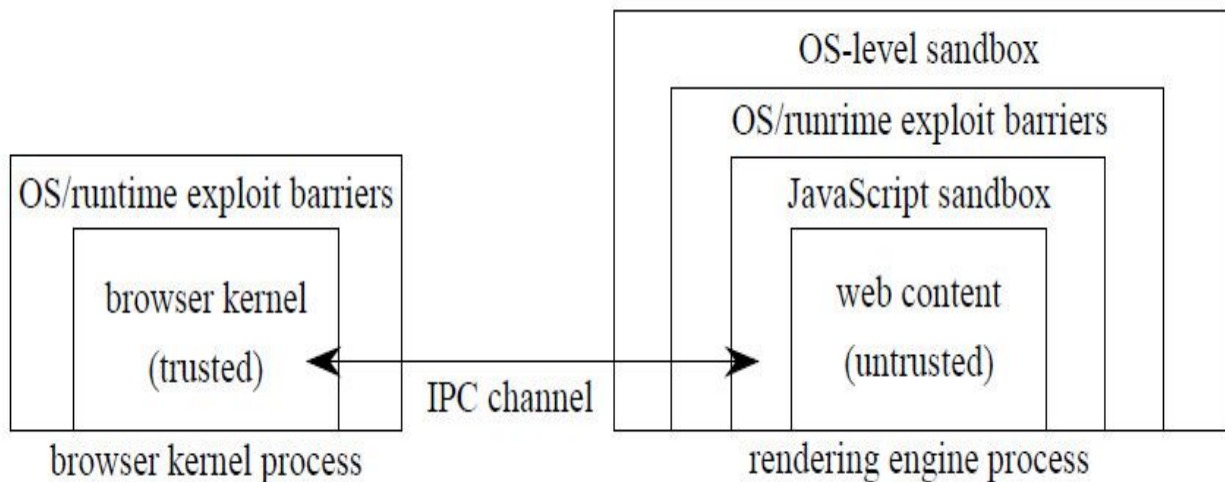 OS/runtime exploit barriers
browser kernel
(trusted)
browser kernel process
IPC channel
OS-level sandbox
OS/runrime exploit barriers
JavaScript sandbox
web content
(untrusted)
rendering engine process